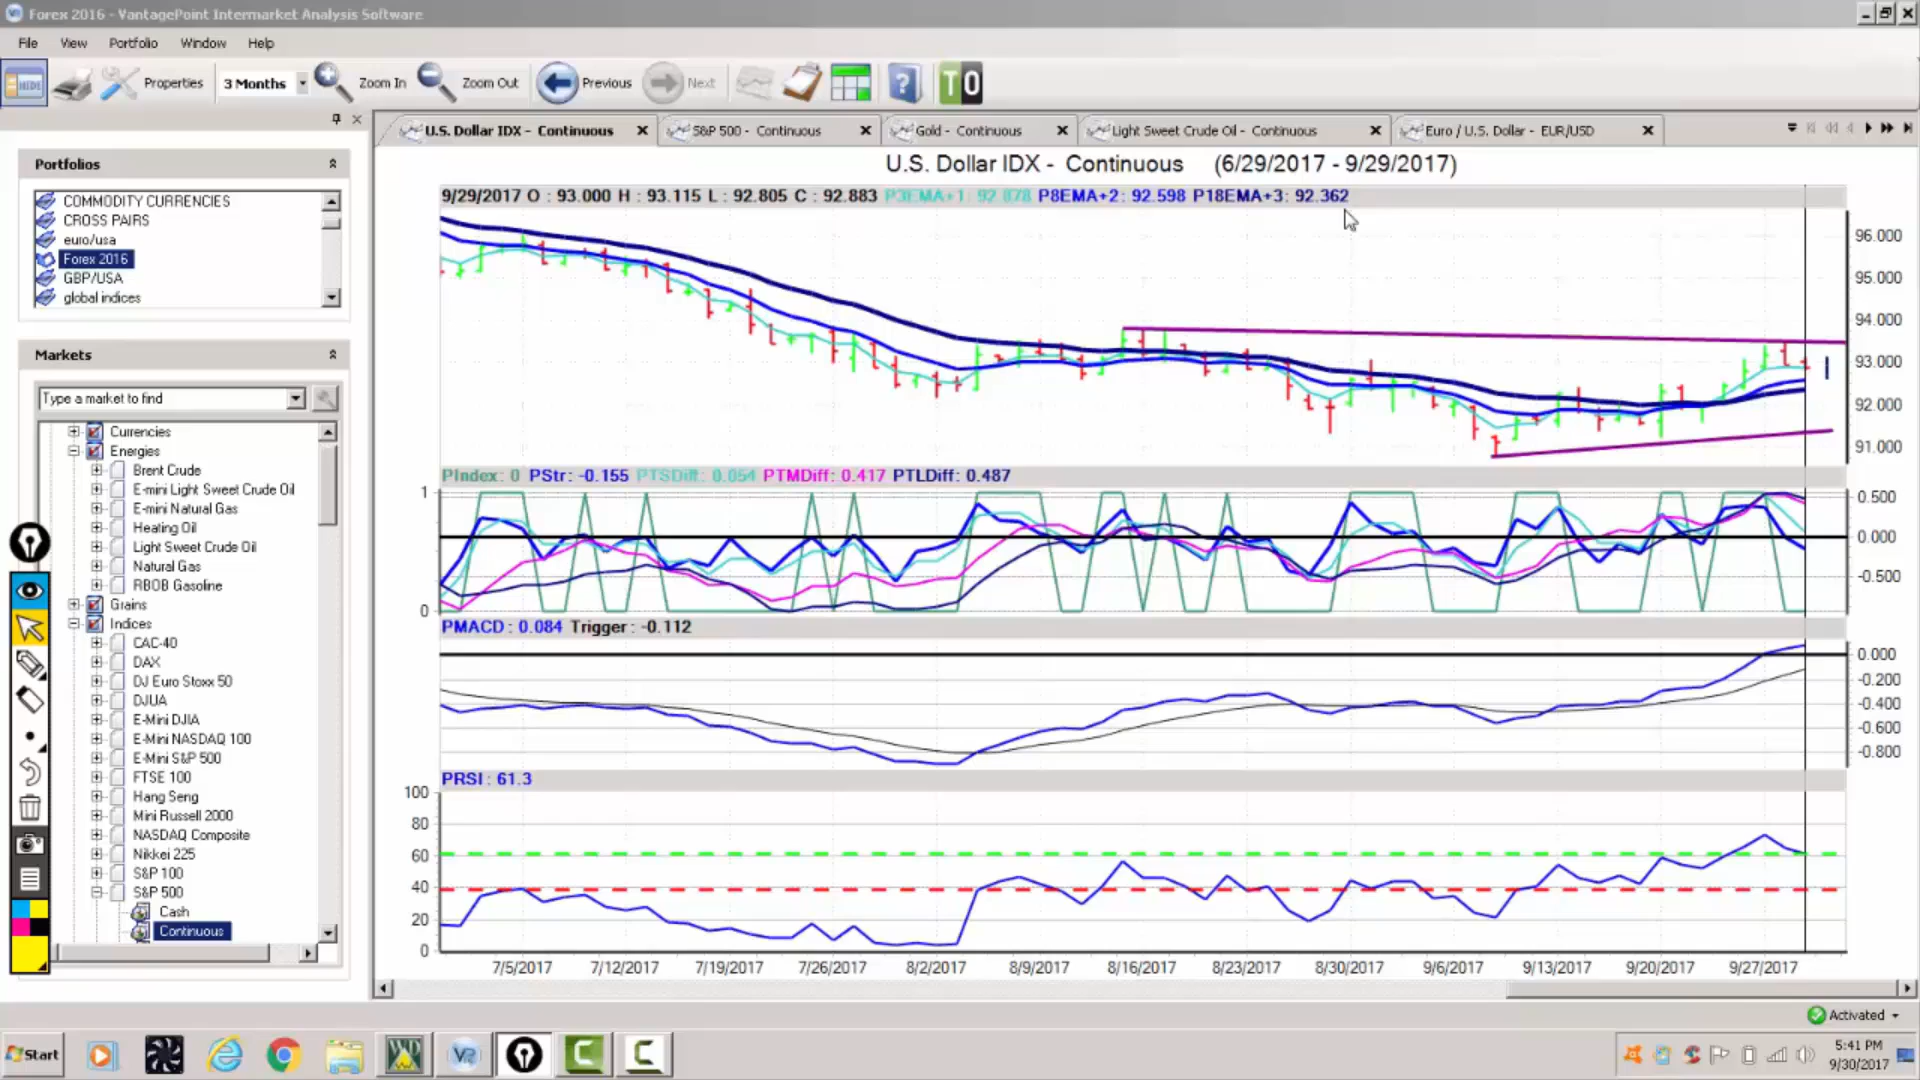 Forex 2016 - VantagePoint Intermarket Analysis Software
File View Portfolio Window Help
HIDE Properties 3 Months Zoom In Zoom Out Previous Next ? TO
U.S. Dollar IDX - Continuous S&P 500 - Continuous Gold - Continuous Light Sweet Crude Oil - Continuous Euro / U.S. Dollar - EUR/USD
Portfolios
COMMODITY CURRENCIES
CROSS PAIRS
euro/usa
Forex 2016
GBP/USA
global indices
Markets
Type a market to find
Currencies
Energies
Brent Crude
E-mini Light Sweet Crude Oil
E-mini Natural Gas
Heating Oil
Light Sweet Crude Oil
Natural Gas
RBOB Gasoline
Grains
Indices
CAC-40
DAX
DJ Euro Stoxx 50
DJUA
E-Mini DJIA
E-Mini NASDAQ 100
E-Mini S&P 500
FTSE 100
Hang Seng
Mini Russell 2000
NASDAQ Composite
Nikkei 225
S&P 100
S&P 500
Cash
Continuous
U.S. Dollar IDX - Continuous (6/29/2017 - 9/29/2017)
9/29/2017 O : 93.000 H : 93.115 L : 92.805 C : 92.883 P3EMA+1: 92.878 P8EMA+2: 92.598 P18EMA+3: 92.362
96.000
95.000
94.000
93.000
92.000
91.000
PIndex: 0 PStr: -0.155 PTSDiff: 0.054 PTMDiff: 0.417 PTLDiff: 0.487
1
0
0.500
0.000
-0.500
PMACD : 0.084 Trigger : -0.112
0.000
-0.200
-0.400
-0.600
-0.800
PRSI : 61.3
100
80
60
40
20
0
7/5/2017 7/12/2017 7/19/2017 7/26/2017 8/2/2017 8/9/2017 8/16/2017 8/23/2017 8/30/2017 9/6/2017 9/13/2017 9/20/2017 9/27/2017
Activated
Start
5:41 PM
9/30/2017